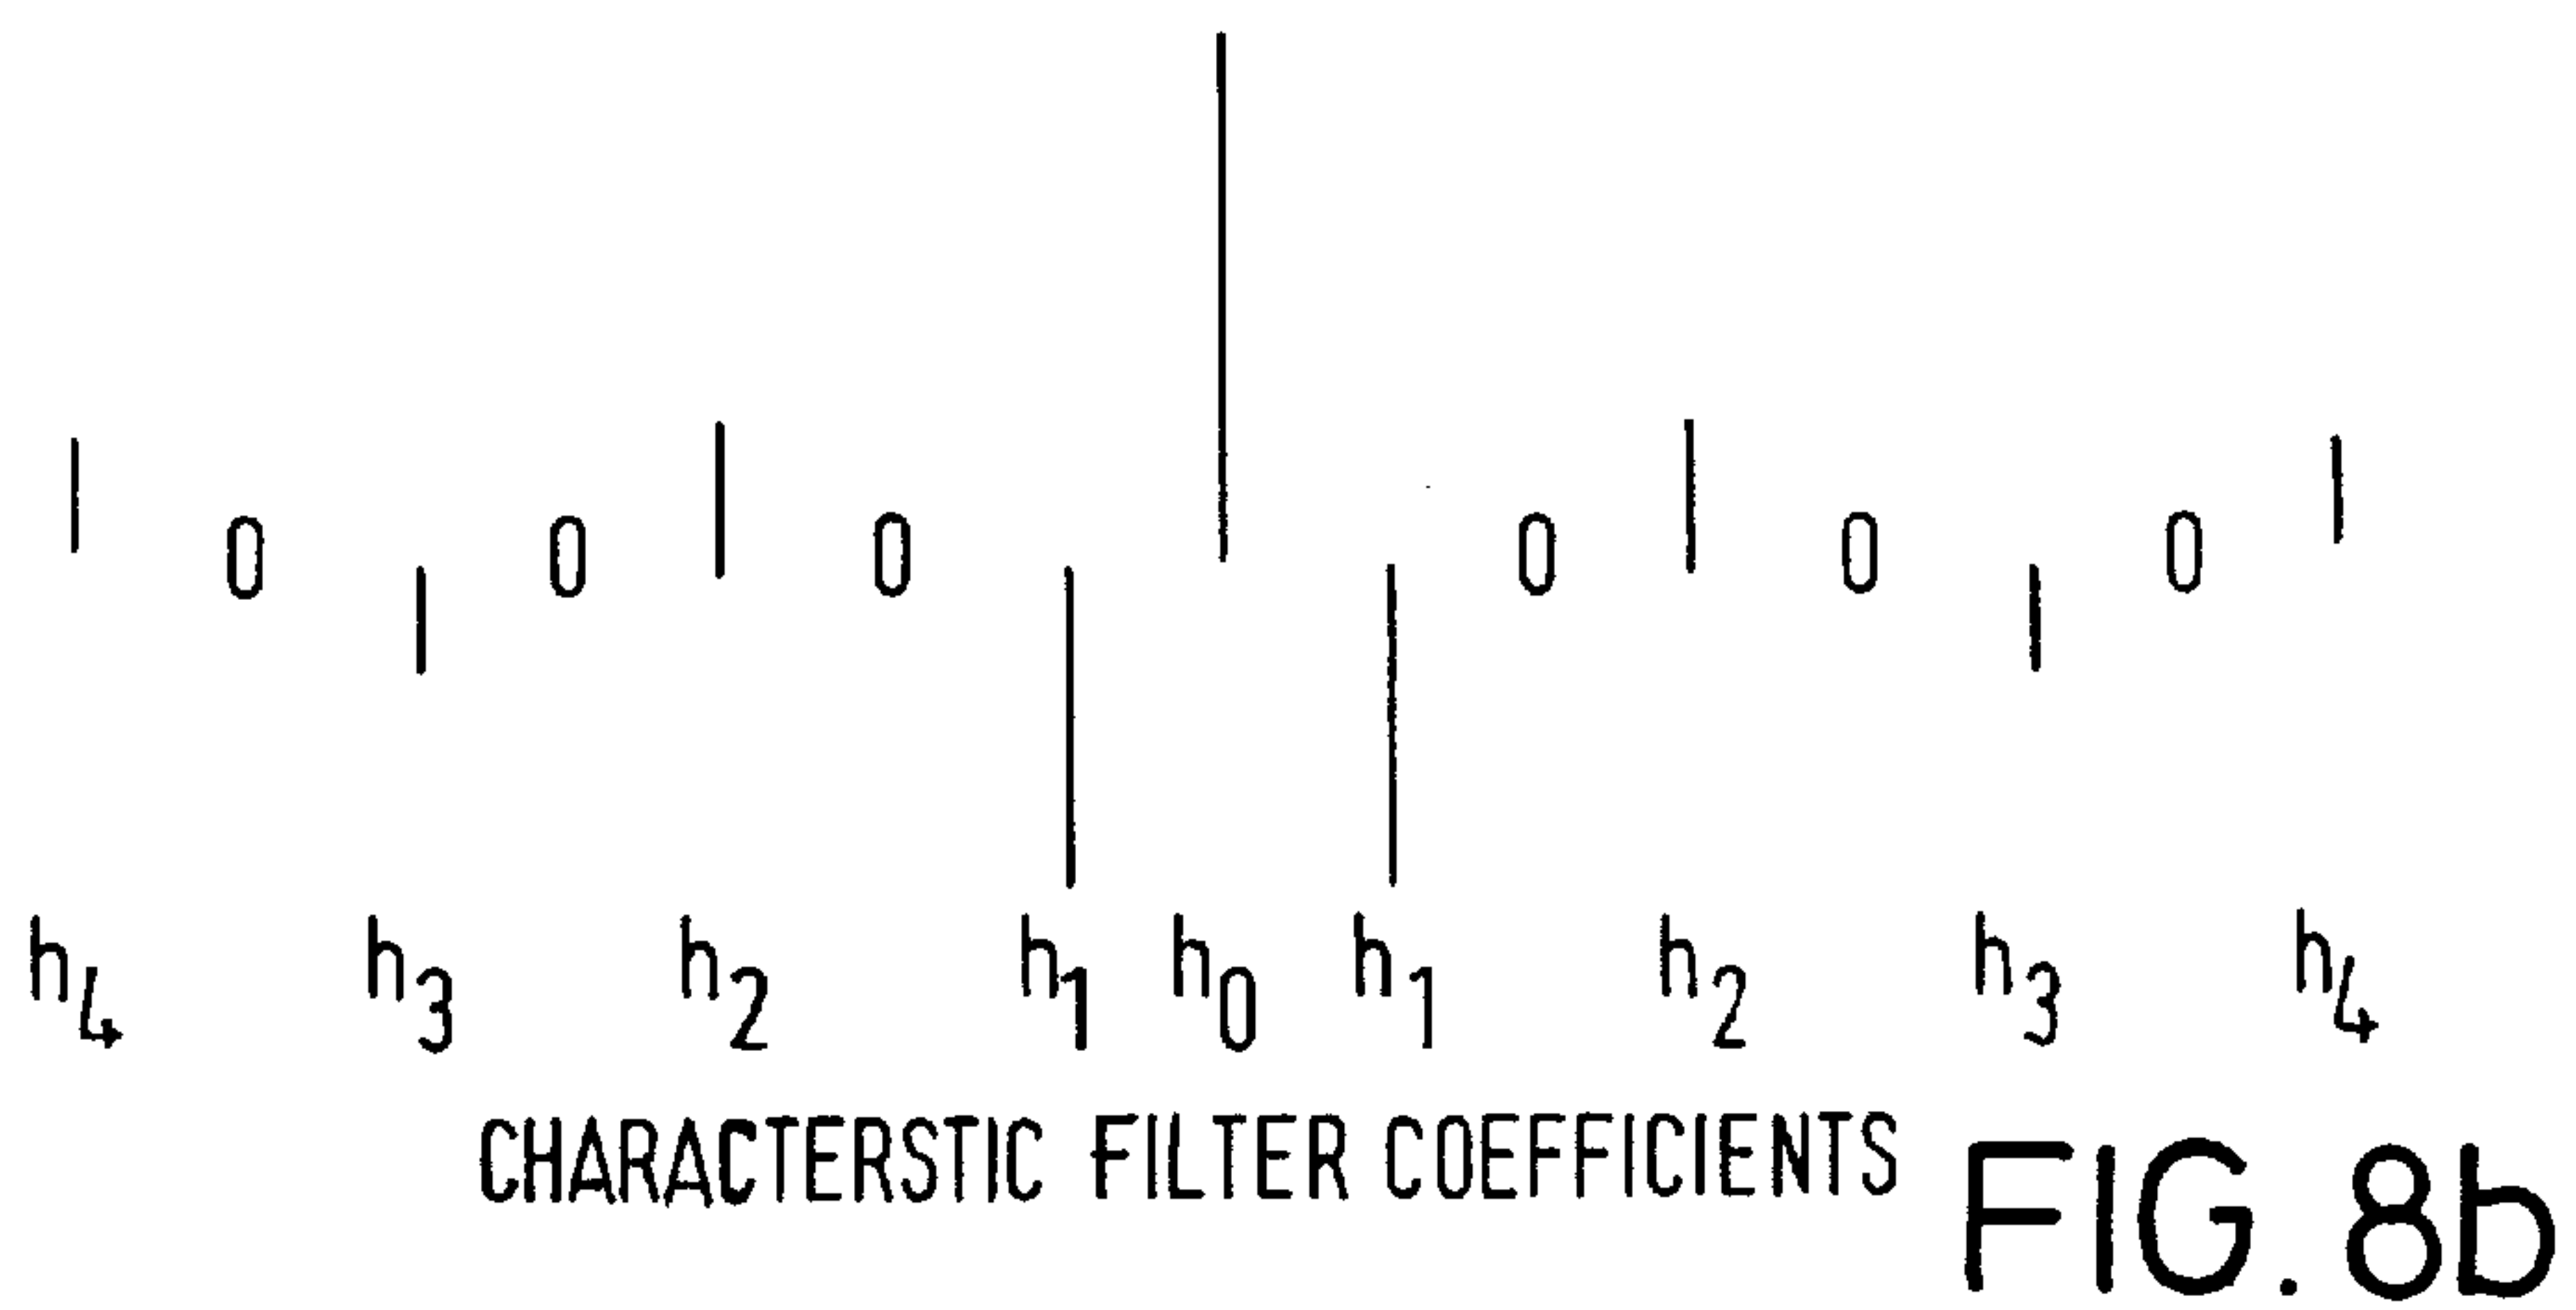 0 0 0 0 0 0
h4 h3 h2 h1 h0 h1 h2 h3 h4
CHARACTERSTIC FILTER COEFFICIENTS
FIG. 8b